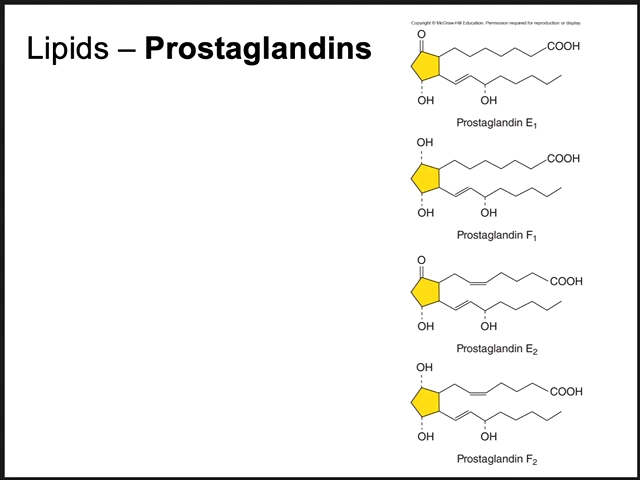 Copyright © McGraw-Hill Education. Permission required for reproduction or display
Lipids – Prostaglandins
O
COOH
OH
OH
Prostaglandin E₁
OH
COOH
OH
OH
Prostaglandin F₁
O
COOH
OH
OH
Prostaglandin E₂
OH
COOH
OH
OH
Prostaglandin F₂